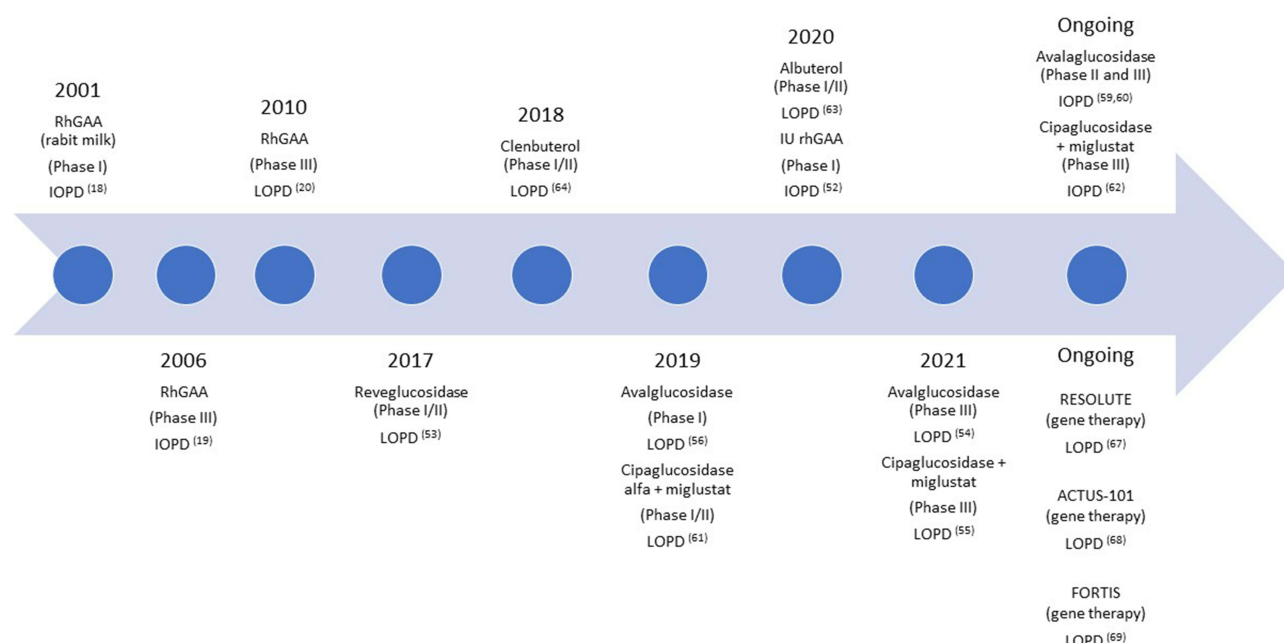 2001
RhGAA
(rabit milk)
(Phase I)
IOPD (18)
2006
RhGAA
(Phase III)
IOPD (19)
2010
RhGAA
(Phase III)
LOPD (20)
2017
Reveglucosidase
(Phase I/II)
LOPD (53)
2018
Clenbuterol
(Phase I/II)
LOPD (64)
2019
Avalglucosidase
(Phase I)
LOPD (56)
Cipaglucosidase
alfa + miglustat
(Phase I/II)
LOPD (61)
2020
Albuterol
(Phase I/II)
LOPD (63)
IU rhGAA
(Phase I)
IOPD (52)
2021
Avalglucosidase
(Phase III)
LOPD (54)
Cipaglucosidase +
miglustat
(Phase III)
LOPD (55)
Ongoing
Avalaglucosidase
(Phase II and III)
IOPD (59,60)
Cipaglucosidase
+ miglustat
(Phase III)
IOPD (62)
Ongoing
RESOLUTE
(gene therapy)
LOPD (67)
ACTUS-101
(gene therapy)
LOPD (68)
FORTIS
(gene therapy)
LOPD (69)